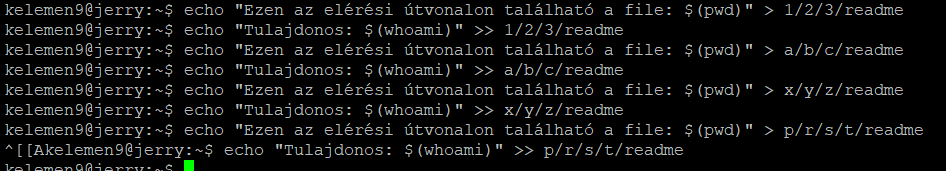 kelemen9@jerry:~$ echo "Ezen az elérési útvonalon található a file: $(pwd)" > 1/2/3/readme
kelemen9@jerry:~$ echo "Tulajdonos: $(whoami)" >> 1/2/3/readme
kelemen9@jerry:~$ echo "Ezen az elérési útvonalon található a file: $(pwd)" > a/b/c/readme
kelemen9@jerry:~$ echo "Tulajdonos: $(whoami)" >> a/b/c/readme
kelemen9@jerry:~$ echo "Ezen az elérési útvonalon található a file: $(pwd)" > x/y/z/readme
kelemen9@jerry:~$ echo "Tulajdonos: $(whoami)" >> x/y/z/readme
kelemen9@jerry:~$ echo "Ezen az elérési útvonalon található a file: $(pwd)" > p/r/s/t/readme
^[[Akelemen9@jerry:~$ echo "Tulajdonos: $(whoami)" >> p/r/s/t/readme
kelemen9@jerry:~$